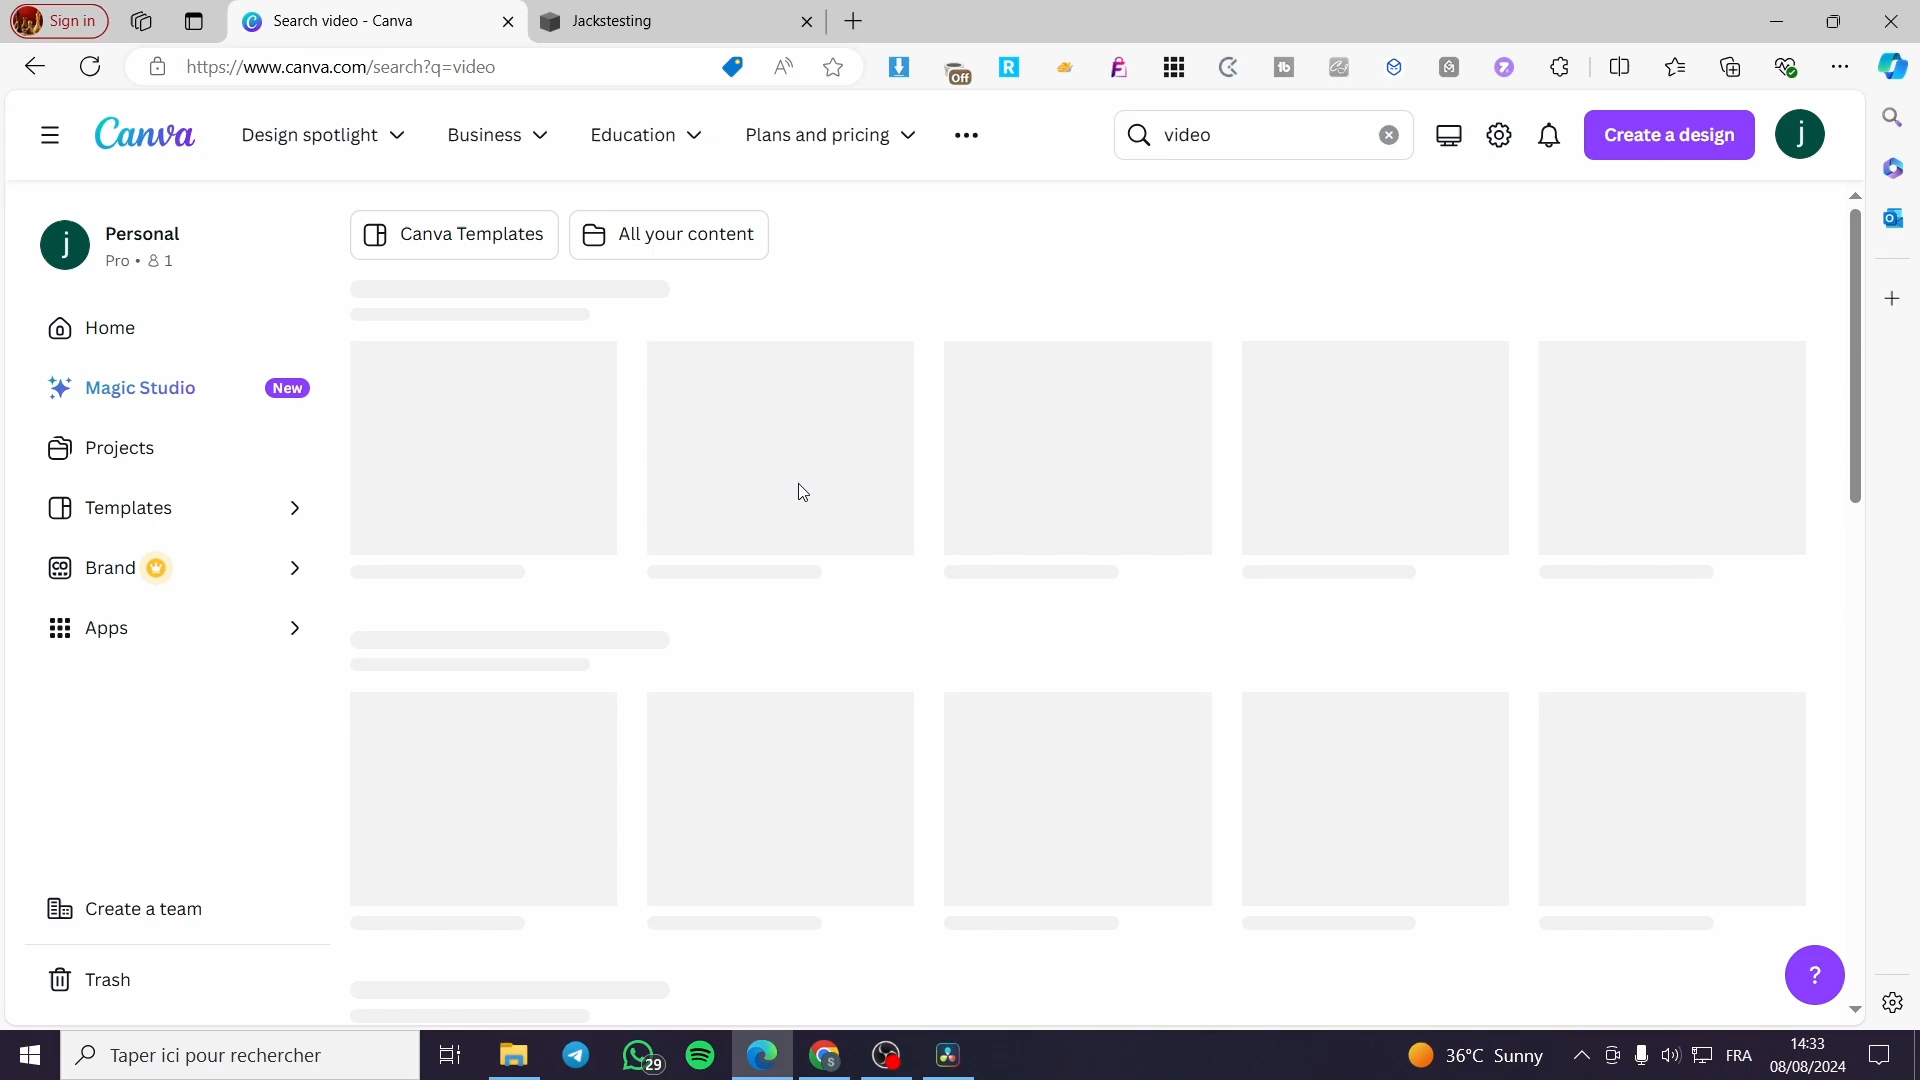 Sign in
Search video - Canva
Jackstesting
https://www.canva.com/search?q=video
Off
Canva
Design spotlight
Business
Education
Plans and pricing
video
Create a design
j
j
Personal
Pro • 1
Canva Templates
All your content
Home
Magic Studio
New
Projects
Templates
Brand
Apps
Create a team
Trash
?
Taper ici pour rechercher
29
36°C Sunny
FRA
14:33
08/08/2024